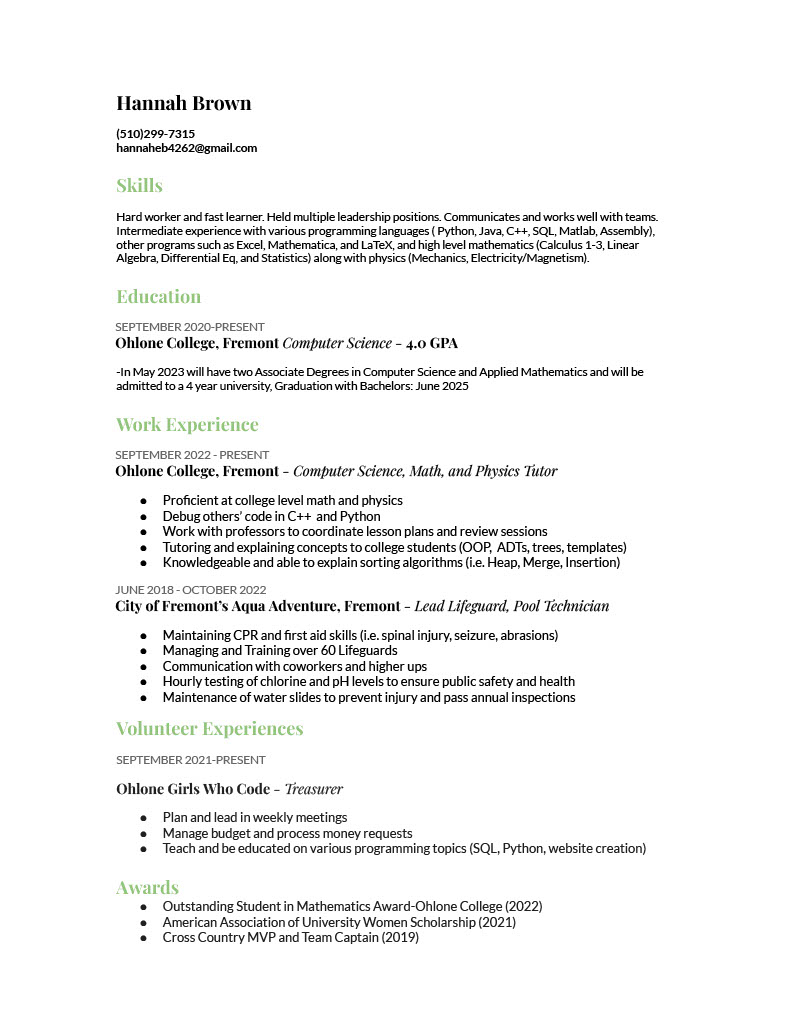 Hannah Brown
(510)299-7315
hannaheb4262@gmail.com
Skills
Hard worker and fast learner. Held multiple leadership positions. Communicates and works well with teams.
Intermediate experience with various programming languages ( Python, Java, C++, SQL, Matlab, Assembly),
other programs such as Excel, Mathematica, and LaTeX, and high level mathematics (Calculus 1-3, Linear
Algebra, Differential Eq, and Statistics) along with physics (Mechanics, Electricity/Magnetism).
Education
SEPTEMBER 2020-PRESENT
Ohlone College, Fremont Computer Science - 4.0 GPA
-In May 2023 will have two Associate Degrees in Computer Science and Applied Mathematics and will be
admitted to a 4 year university, Graduation with Bachelors: June 2025
Work Experience
SEPTEMBER 2022 - PRESENT
Ohlone College, Fremont - Computer Science, Math, and Physics Tutor
● Proficient at college level math and physics
● Debug others' code in C++ and Python
● Work with professors to coordinate lesson plans and review sessions
● Tutoring and explaining concepts to college students (OOP, ADTs, trees, templates)
● Knowledgeable and able to explain sorting algorithms (i.e. Heap, Merge, Insertion)
JUNE 2018 - OCTOBER 2022
City of Fremont's Aqua Adventure, Fremont - Lead Lifeguard, Pool Technician
● Maintaining CPR and first aid skills (i.e. spinal injury, seizure, abrasions)
● Managing and Training over 60 Lifeguards
● Communication with coworkers and higher ups
● Hourly testing of chlorine and pH levels to ensure public safety and health
● Maintenance of water slides to prevent injury and pass annual inspections
Volunteer Experiences
SEPTEMBER 2021-PRESENT
Ohlone Girls Who Code - Treasurer
● Plan and lead in weekly meetings
● Manage budget and process money requests
● Teach and be educated on various programming topics (SQL, Python, website creation)
Awards
● Outstanding Student in Mathematics Award-Ohlone College (2022)
● American Association of University Women Scholarship (2021)
● Cross Country MVP and Team Captain (2019)